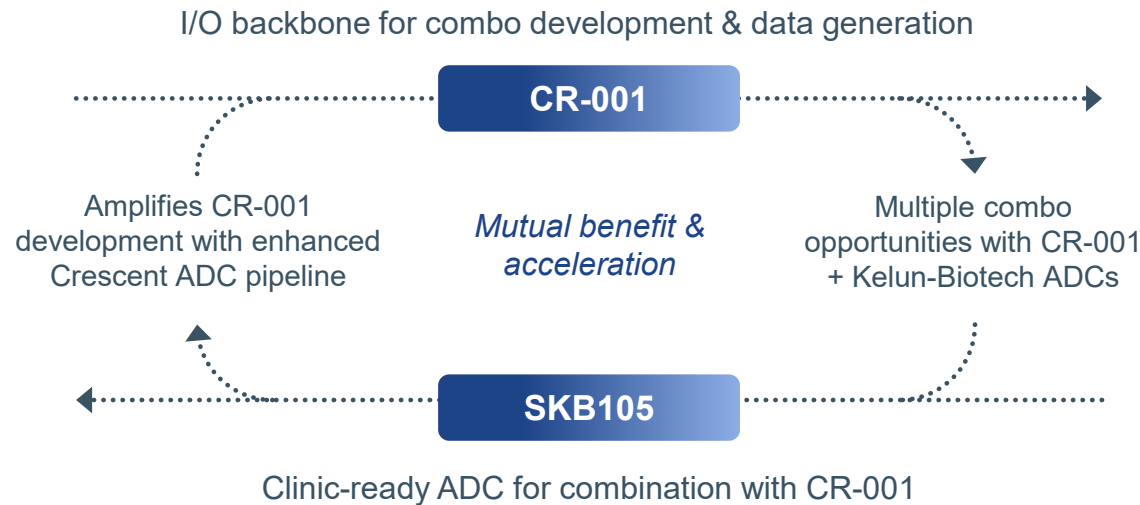 I/O backbone for combo development & data generation
CR-001
Amplifies CR-001
development with enhanced
Crescent ADC pipeline
Mutual benefit &
acceleration
Multiple combo
opportunities with CR-001
+ Kelun-Biotech ADCs
SKB105
Clinic-ready ADC for combination with CR-001